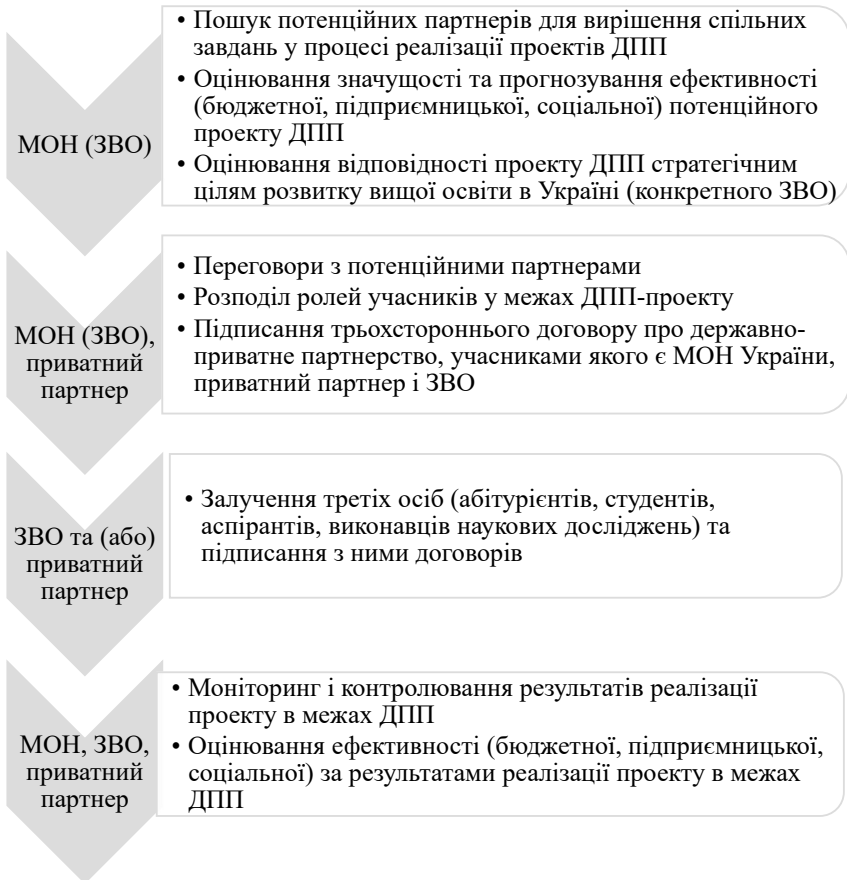 МОН (ЗВО)
• Пошук потенційних партнерів для вирішення спільних
завдань у процесі реалізації проектів ДПП
• Оцінювання значущості та прогнозування ефективності
(бюджетної, підприємницької, соціальної) потенційного
проекту ДПП
• Оцінювання відповідності проекту ДПП стратегічним
цілям розвитку вищої освіти в Україні (конкретного ЗВО)
МОН (ЗВО),
приватний
партнер
• Переговори з потенційними партнерами
• Розподіл ролей учасників у межах ДПП-проекту
• Підписання трьохстороннього договору про державно-
приватне партнерство, учасниками якого є МОН України,
приватний партнер і ЗВО
ЗВО та (або)
приватний
партнер
• Залучення третіх осіб (абітурієнтів, студентів,
аспірантів, виконавців наукових досліджень) та
підписання з ними договорів
МОН, ЗВО,
приватний
партнер
• Моніторинг і контролювання результатів реалізації
проекту в межах ДПП
• Оцінювання ефективності (бюджетної, підприємницької,
соціальної) за результатами реалізації проекту в межах
ДПП